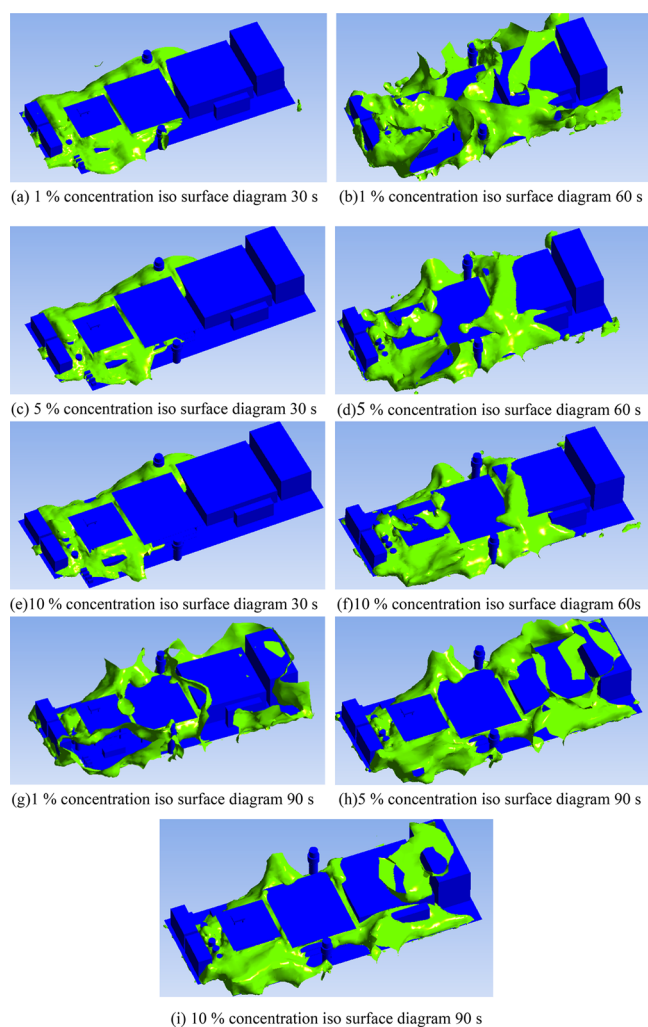 (a) 1 % concentration iso surface diagram 30 s
(b)1 % concentration iso surface diagram 60 s
(c) 5 % concentration iso surface diagram 30 s
(d)5 % concentration iso surface diagram 60 s
(e)10 % concentration iso surface diagram 30 s
(f)10 % concentration iso surface diagram 60s
(g)1 % concentration iso surface diagram 90 s
(h)5 % concentration iso surface diagram 90 s
(i) 10 % concentration iso surface diagram 90 s